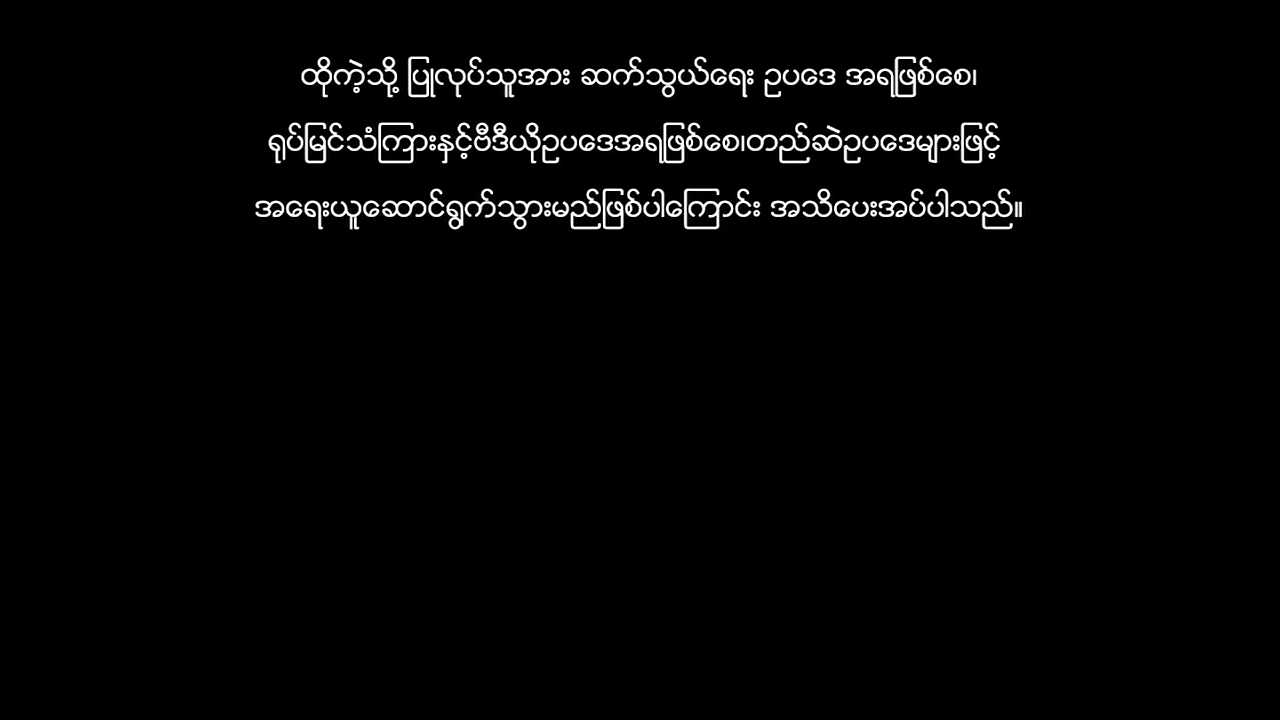 ထိုကဲ့သို့ ပြုလုပ်သူအား ဆက်သွယ်ရေး ဥပဒေ အရဖြစ်စေ၊
ရုပ်မြင်သံကြားနှင့်ဗီဒီယိုဥပဒေအရဖြစ်စေ၊တည်ဆဲဥပဒေများဖြင့်
အရေးယူဆောင်ရွက်သွားမည်ဖြစ်ပါကြောင်း အသိပေးအပ်ပါသည်။